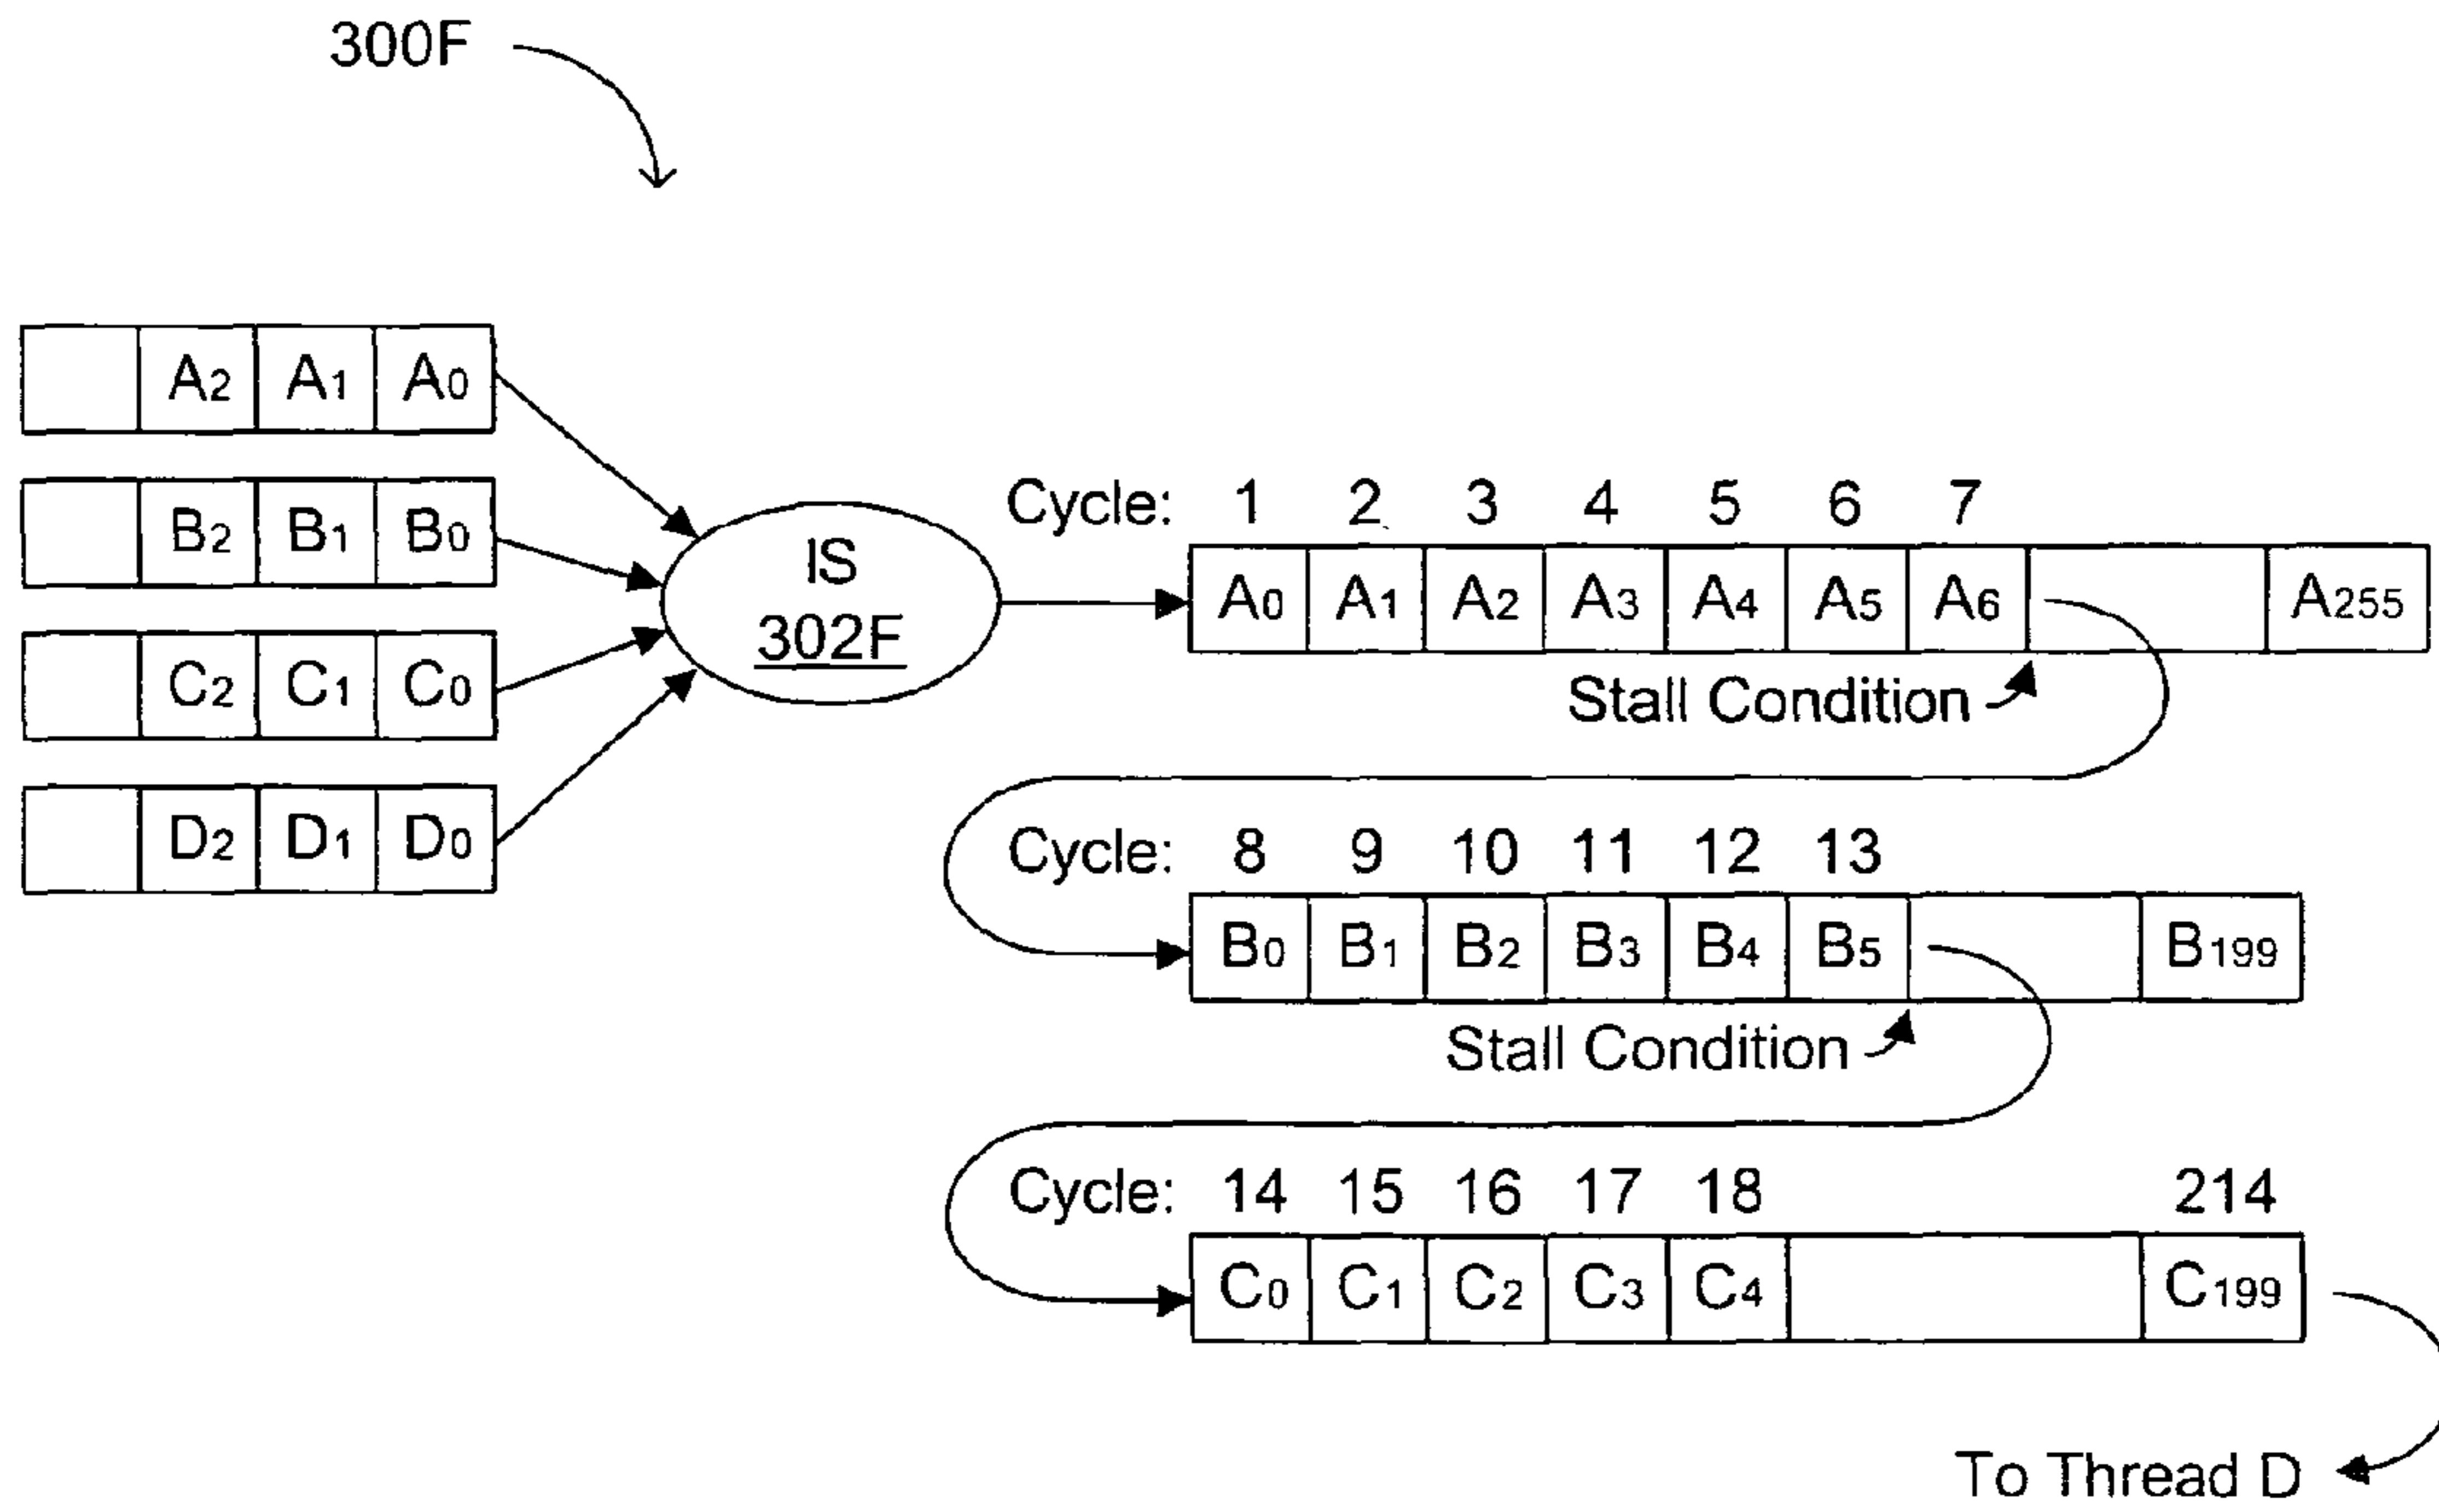 300F
A2 A1 A0
B2 B1 B0
C2 C1 C0
D2 D1 D0
IS
302F
Cycle: 1 2 3 4 5 6 7
A0 A1 A2 A3 A4 A5 A6 A255
Stall Condition
Cycle: 8 9 10 11 12 13
B0 B1 B2 B3 B4 B5 B199
Stall Condition
Cycle: 14 15 16 17 18 214
C0 C1 C2 C3 C4 C199
To Thread D